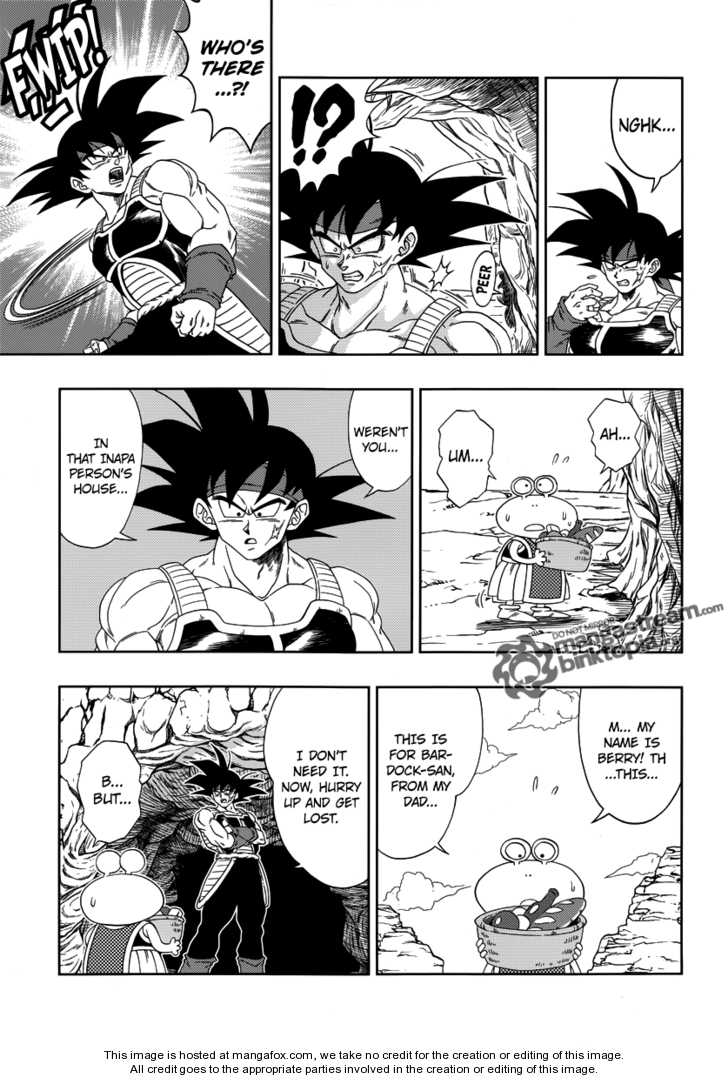 NGHK...
!?
PEER
WHO'S
THERE
...?!
FWIP!
AH...
UM...
WEREN'T
YOU...
IN
THAT INAPA
PERSON'S
HOUSE...
M... MY
NAME IS
BERRY! TH
...THIS...
THIS IS
FOR BAR-
DOCK-SAN,
FROM MY
DAD...
I DON'T
NEED IT.
NOW, HURRY
UP AND GET
LOST.
B...
BUT...
DO NOT MIRROR
mangastream.com
binktopia
This image is hosted at mangafox.com, we take no credit for the creation or editing of this image.
All credit goes to the appropriate parties involved in the creation or editing of this image.